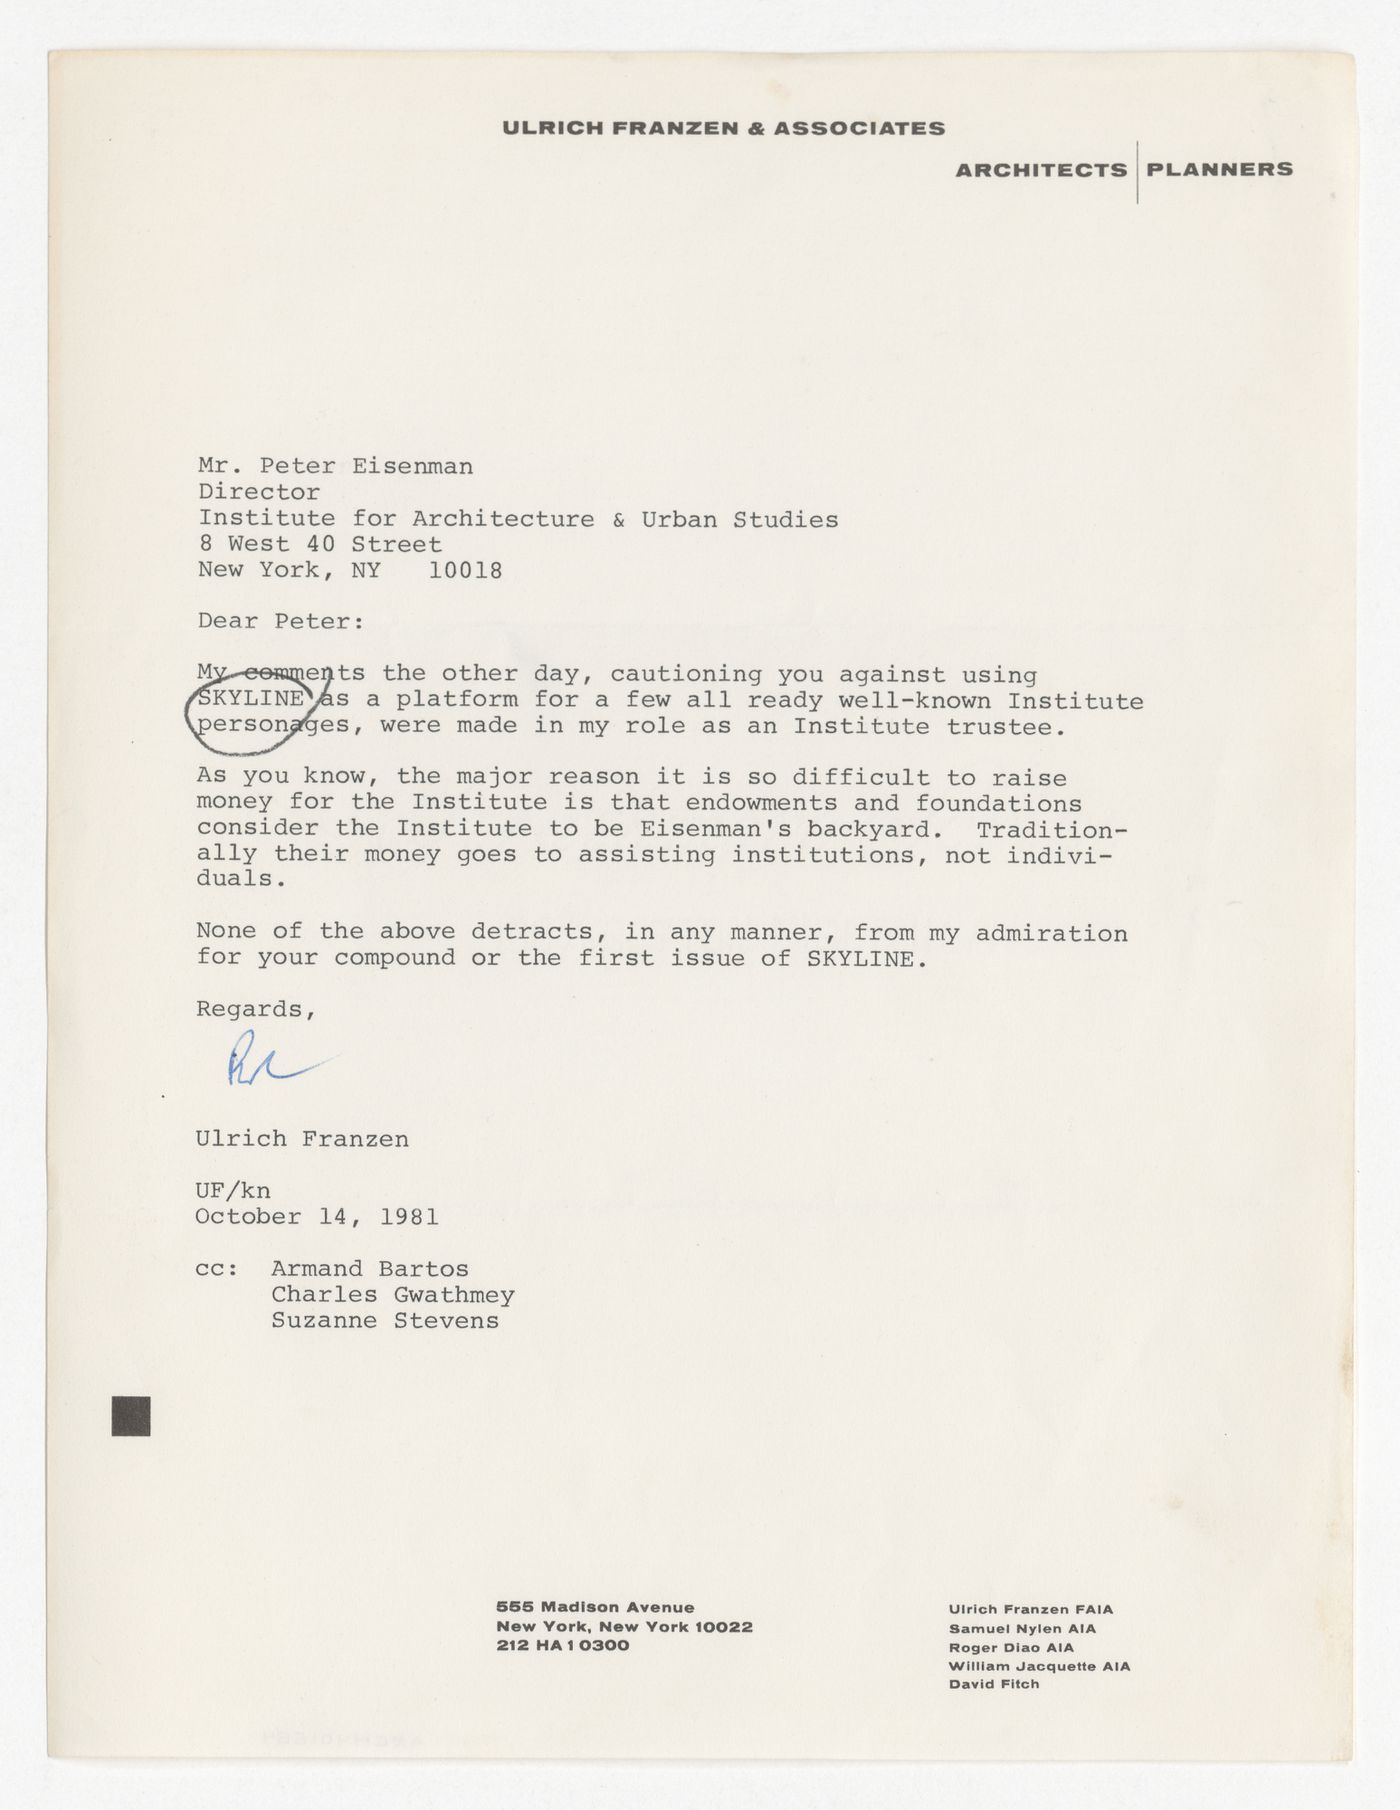 ULRICH FRANZEN & ASSOCIATES
ARCHITECTS PLANNERS
Mr. Peter Eisenman
Director
Institute for Architecture & Urban Studies
8 West 40 Street
New York, NY 10018
Dear Peter:
My comments the other day, cautioning you against using
SKYLINE as a platform for a few all ready well-known Institute
personages, were made in my role as an Institute trustee.
As you know, the major reason it is so difficult to raise
money for the Institute is that endowments and foundations
consider the Institute to be Eisenman's backyard. Tradition-
ally their money goes to assisting institutions, not indivi-
duals.
None of the above detracts, in any manner, from my admiration
for your compound or the first issue of SKYLINE.
Regards,
Ulrich Franzen
UF/kn
October 14, 1981
cc: Armand Bartos
Charles Gwathmey
Suzanne Stevens
555 Madison Avenue
New York, New York 10022
212 HA 1 0300
Ulrich Franzen FAIA
Samuel Nylen AIA
Roger Diao AIA
William Jacquette AIA
David Fitch